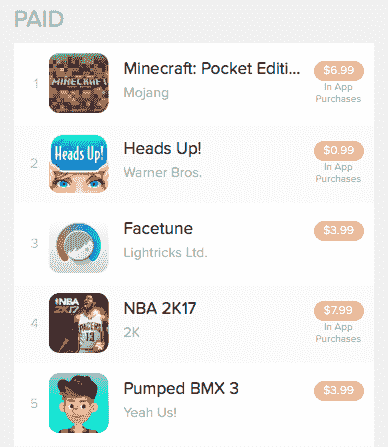 PAID
1
MINECRAFT
Minecraft: Pocket Editi...
Mojang
$6.99
In App
Purchases
2
Heads Up!
Heads Up!
Warner Bros.
$0.99
In App
Purchases
3
Facetune
Lightricks Ltd.
$3.99
4
NBA
2K17
PACERS
13
NBA 2K17
2K
$7.99
In App
Purchases
5
Pumped BMX 3
Yeah Us!
$3.99